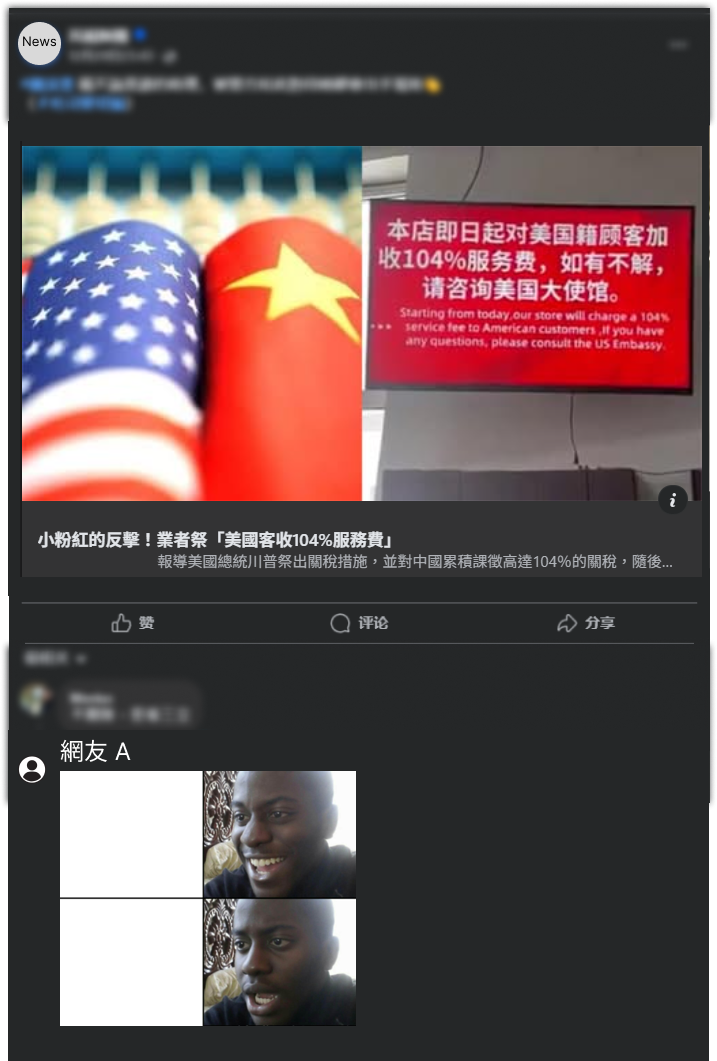 News
本店即日起对美国籍顾客加
收104%服务费，如有不解，
请咨询美国大使馆。
Starting from today,our store will charge a 104%
service fee to American customers ,If you have
any questions, please consult the US Embassy.
小粉紅的反擊！業者祭「美國客收104%服務費」
報導美國總統川普祭出關稅措施，並對中國累積課徵高達104%的關稅，隨後...
赞
评论
分享
網友 A